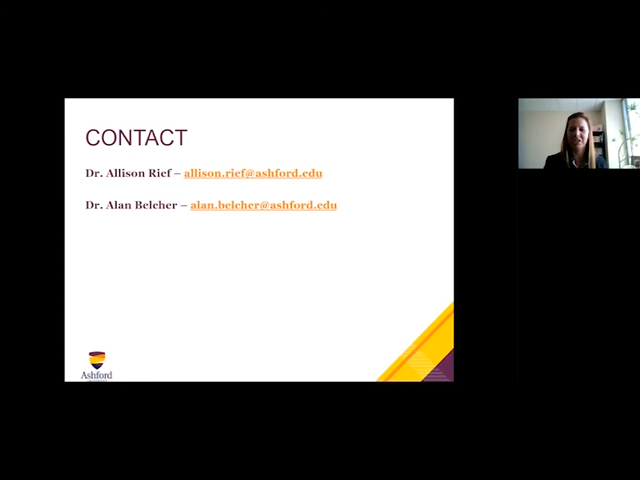 CONTACT
Dr. Allison Rief – allison.rief@ashford.edu
Dr. Alan Belcher – alan.belcher@ashford.edu
Ashford